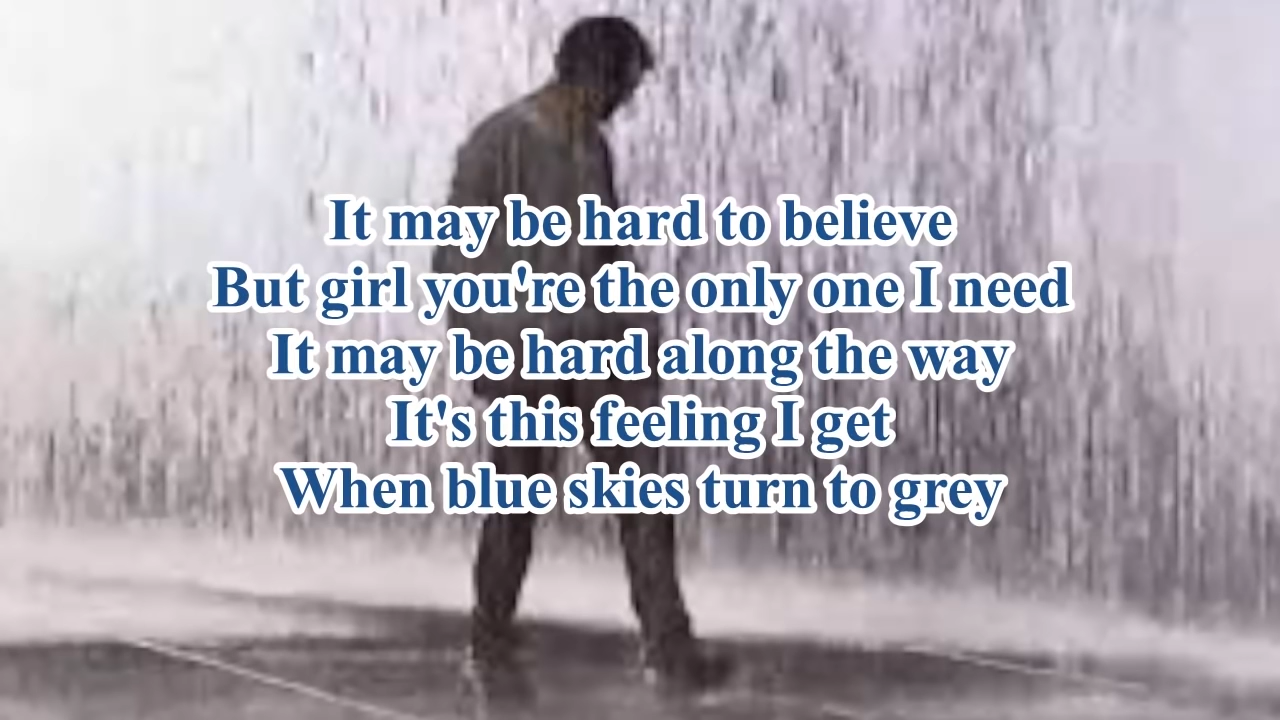 It may be hard to believe
But girl you're the only one I need
It may be hard along the way
It's this feeling I get
When blue skies turn to grey